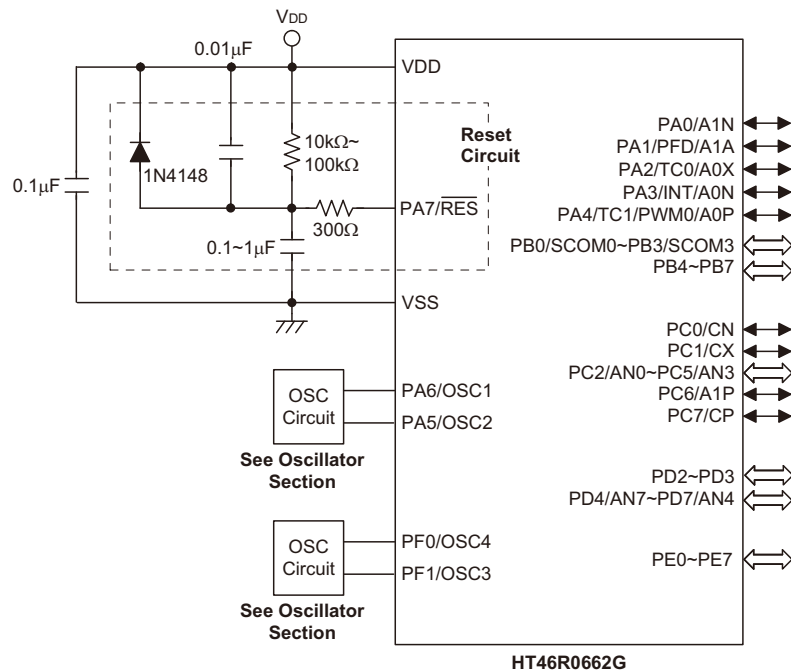 VDD
0.01μF
VDD
Reset
Circuit
10kΩ~
100kΩ
1N4148
0.1μF
PA7/RES
300Ω
0.1~1μF
VSS
OSC
Circuit
PA6/OSC1
PA5/OSC2
See Oscillator
Section
OSC
Circuit
PF0/OSC4
PF1/OSC3
See Oscillator
Section
PA0/A1N
PA1/PFD/A1A
PA2/TC0/A0X
PA3/INT/A0N
PA4/TC1/PWM0/A0P
PB0/SCOM0~PB3/SCOM3
PB4~PB7
PC0/CN
PC1/CX
PC2/AN0~PC5/AN3
PC6/A1P
PC7/CP
PD2~PD3
PD4/AN7~PD7/AN4
PE0~PE7
HT46R0662G